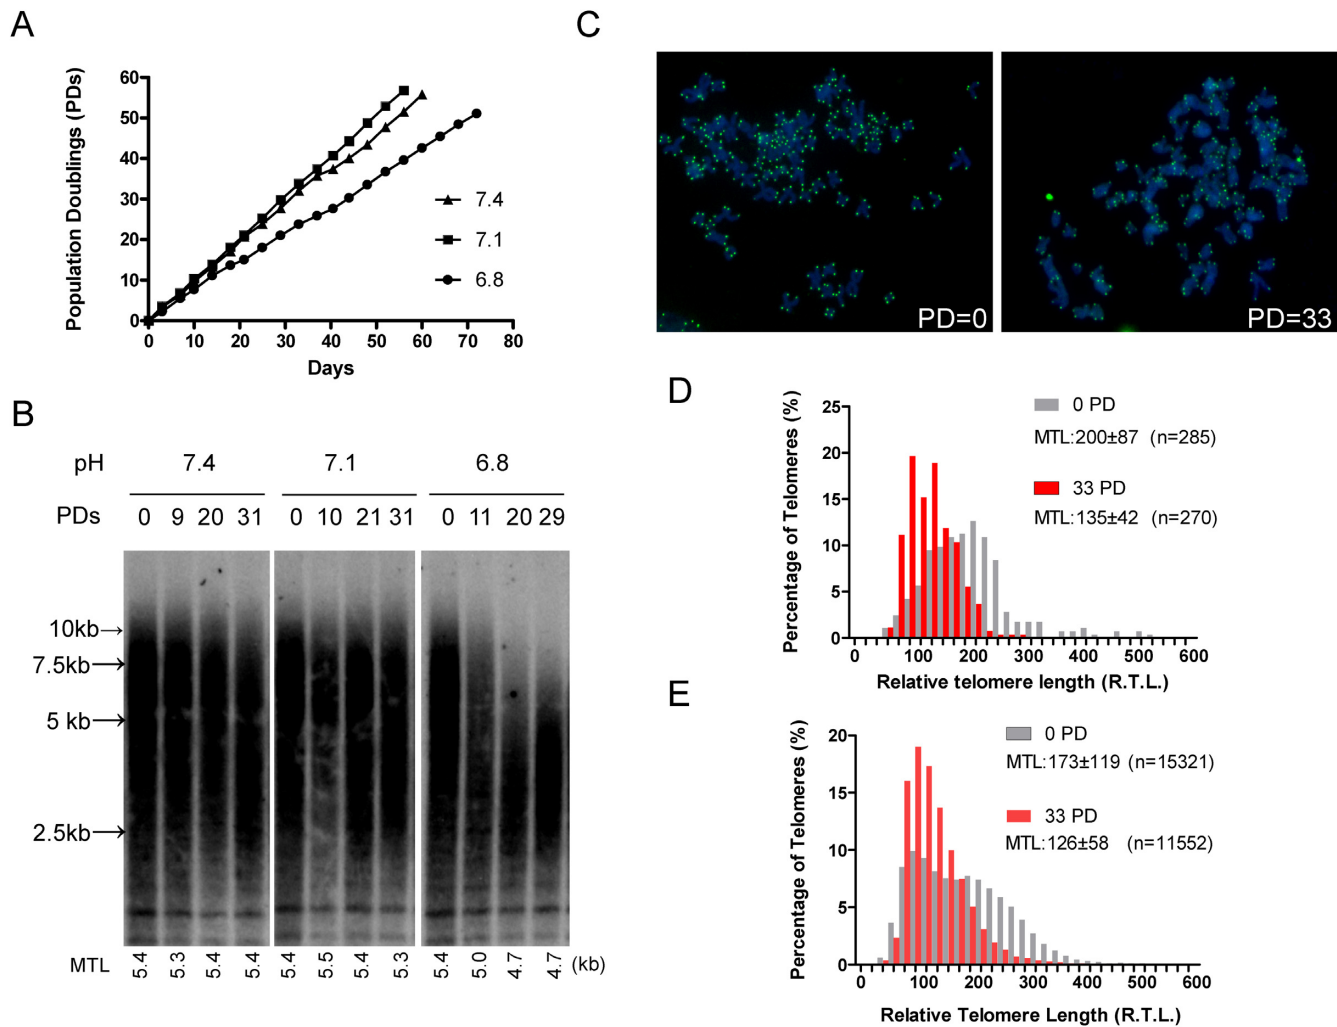 A
Population Doublings (PDs)
60
50
40
30
20
10
0
0 10 20 30 40 50 60 70 80
Days
7.4
7.1
6.8
B
pH 7.4 7.1 6.8
PDs 0 9 20 31 0 10 21 31 0 11 20 29
10kb→
7.5kb→
5 kb→
2.5kb→
MTL 5.4 5.3 5.4 5.4 5.4 5.5 5.4 5.3 5.4 5.0 4.7 4.7 (kb)
C
PD=0
PD=33
D
Percentage of Telomeres (%)
25
20
15
10
5
0
0 100 200 300 400 500 600
Relative telomere length (R.T.L.)
0 PD
MTL:200±87 (n=285)
33 PD
MTL:135±42 (n=270)
E
Percentage of Telomeres (%)
20
15
10
5
0
0 100 200 300 400 500 600
Relative Telomere Length (R.T.L.)
0 PD
MTL:173±119 (n=15321)
33 PD
MTL:126±58 (n=11552)